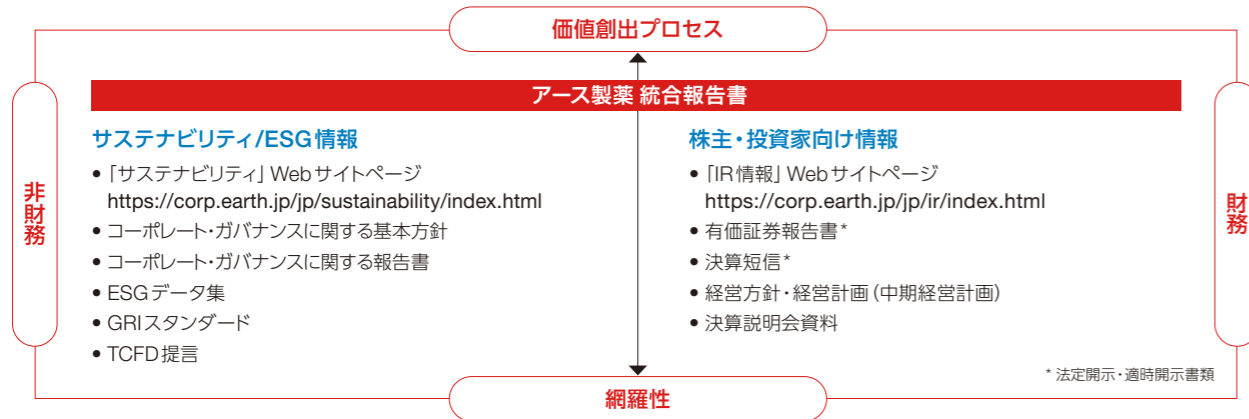 価値創出プロセス
アース製薬 統合報告書
非財務
サステナビリティ/ESG情報
• 「サステナビリティ」Webサイトページ
https://corp.earth.jp/jp/sustainability/index.html
• コーポレート・ガバナンスに関する基本方針
• コーポレート・ガバナンスに関する報告書
• ESGデータ集
• GRIスタンダード
• TCFD提言
株主・投資家向け情報
• 「IR情報」Webサイトページ
https://corp.earth.jp/jp/ir/index.html
• 有価証券報告書*
• 決算短信*
• 経営方針・経営計画(中期経営計画)
• 決算説明会資料
財務
* 法定開示・適時開示書類
網羅性